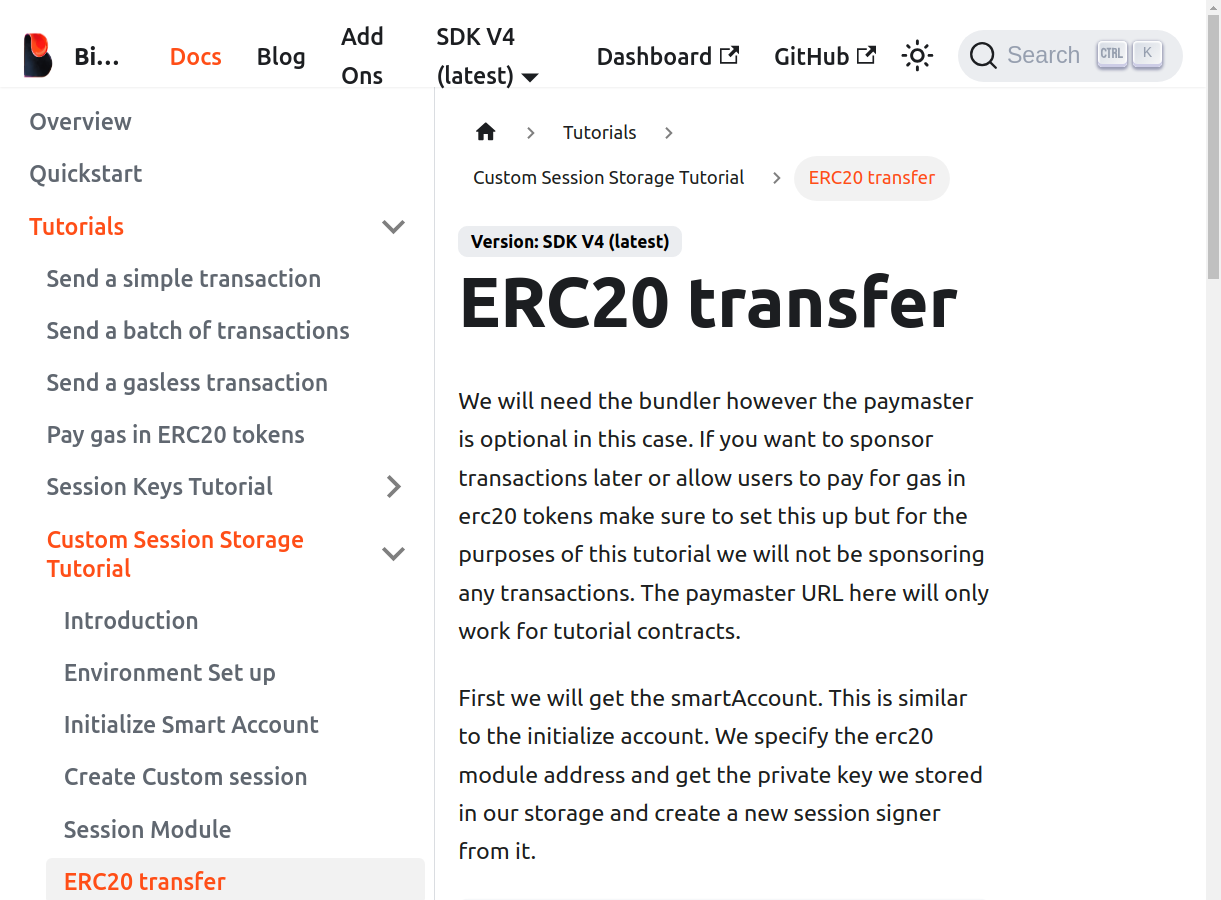 Bi...
Docs
Blog
Add
Ons
SDK V4
(latest)
Dashboard
GitHub
Search
CTRL
K
Overview
Quickstart
Tutorials
Send a simple transaction
Send a batch of transactions
Send a gasless transaction
Pay gas in ERC20 tokens
Session Keys Tutorial
Custom Session Storage
Tutorial
Introduction
Environment Set up
Initialize Smart Account
Create Custom session
Session Module
ERC20 transfer
Tutorials
Custom Session Storage Tutorial
ERC20 transfer
Version: SDK V4 (latest)
ERC20 transfer
We will need the bundler however the paymaster
is optional in this case. If you want to sponsor
transactions later or allow users to pay for gas in
erc20 tokens make sure to set this up but for the
purposes of this tutorial we will not be sponsoring
any transactions. The paymaster URL here will only
work for tutorial contracts.
First we will get the smartAccount. This is similar
to the initialize account. We specify the erc20
module address and get the private key we stored
in our storage and create a new session signer
from it.